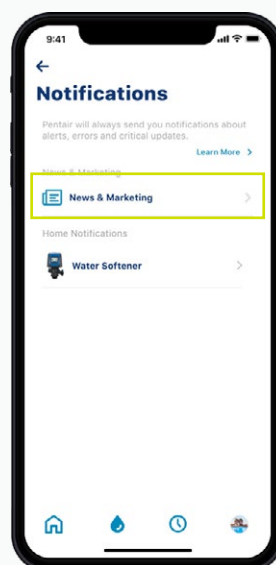 9:41
Notifications
Pentair will always send you notifications about
alerts, errors and critical updates.
Learn More
News & Marketing
News & Marketing
Home Notifications
Water Softener